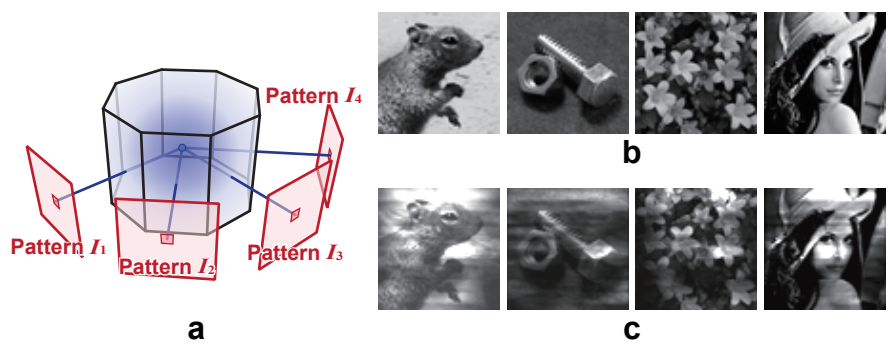 Pattern I4
Pattern I1
Pattern I2
Pattern I3
a
b
c